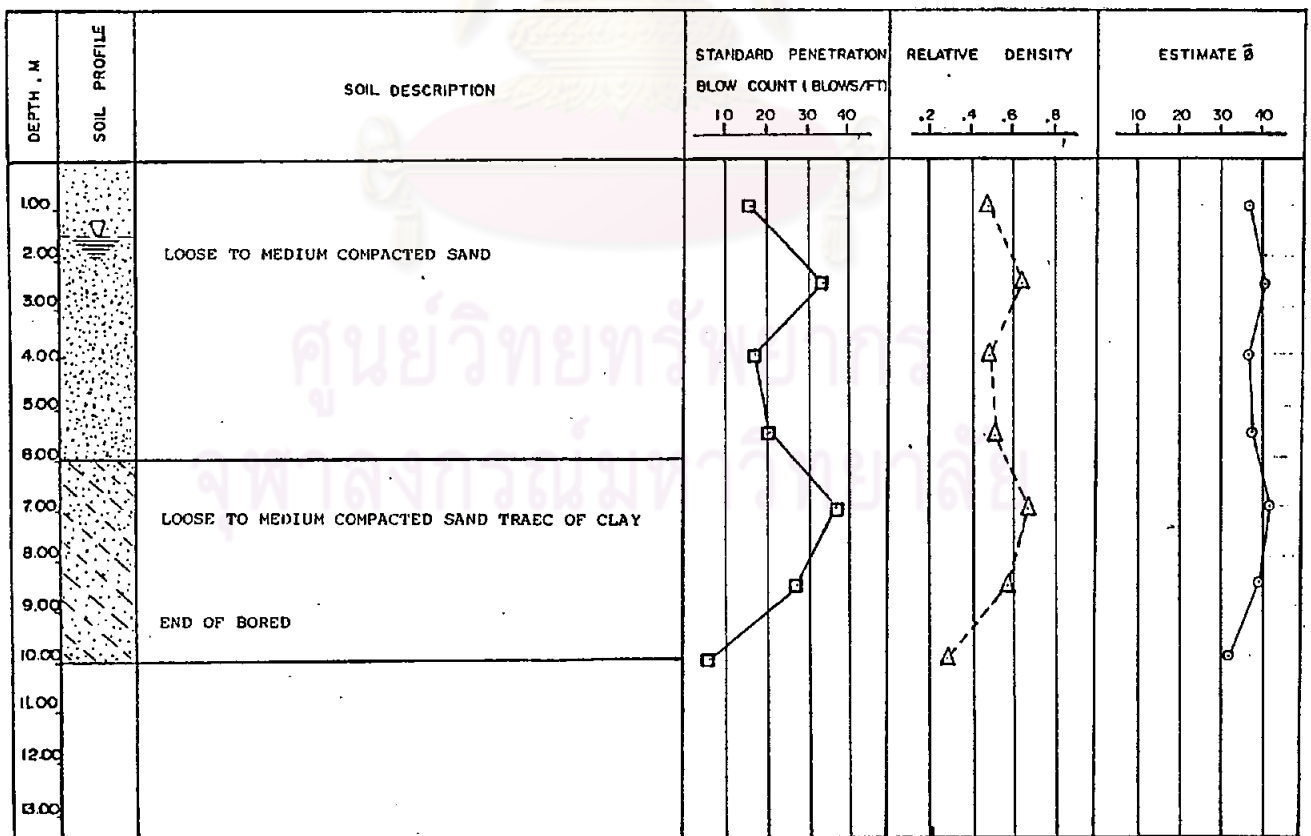 DEPTH , M
SOIL PROFILE
SOIL DESCRIPTION
STANDARD PENETRATION
BLOW COUNT ( BLOWS/FT)
10 20 30 40
RELATIVE DENSITY
.2 .4 .6 .8
ESTIMATE Φ̄
10 20 30 40
1.00
2.00
LOOSE TO MEDIUM COMPACTED SAND
3.00
4.00
5.00
6.00
7.00
LOOSE TO MEDIUM COMPACTED SAND TRAEC OF CLAY
8.00
9.00
END OF BORED
10.00
11.00
12.00
13.00
ศูนย์วิทยทรัพยากร
จุฬาลงกรณ์มหาวิทยาลัย